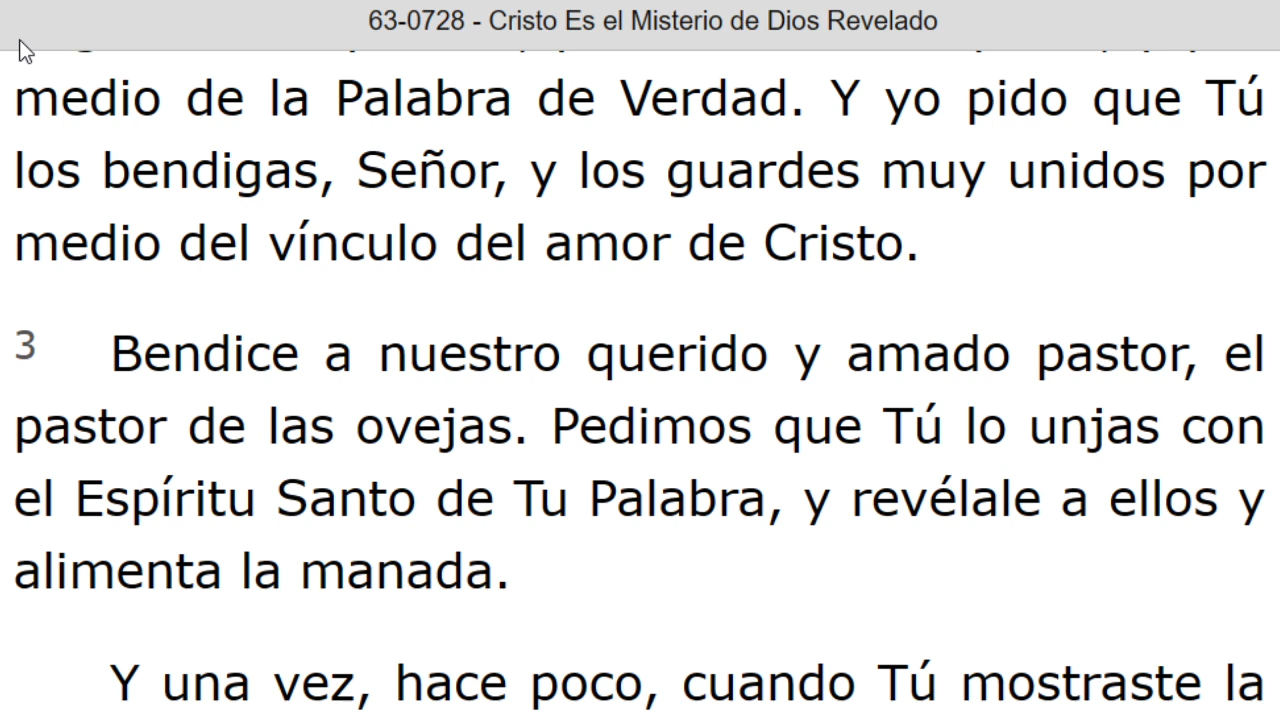 63-0728 - Cristo Es el Misterio de Dios Revelado
medio de la Palabra de Verdad. Y yo pido que Tú
los bendigas, Señor, y los guardes muy unidos por
medio del vínculo del amor de Cristo.
3 Bendice a nuestro querido y amado pastor, el
pastor de las ovejas. Pedimos que Tú lo unjas con
el Espíritu Santo de Tu Palabra, y revélale a ellos y
alimenta la manada.
Y una vez, hace poco, cuando Tú mostraste la